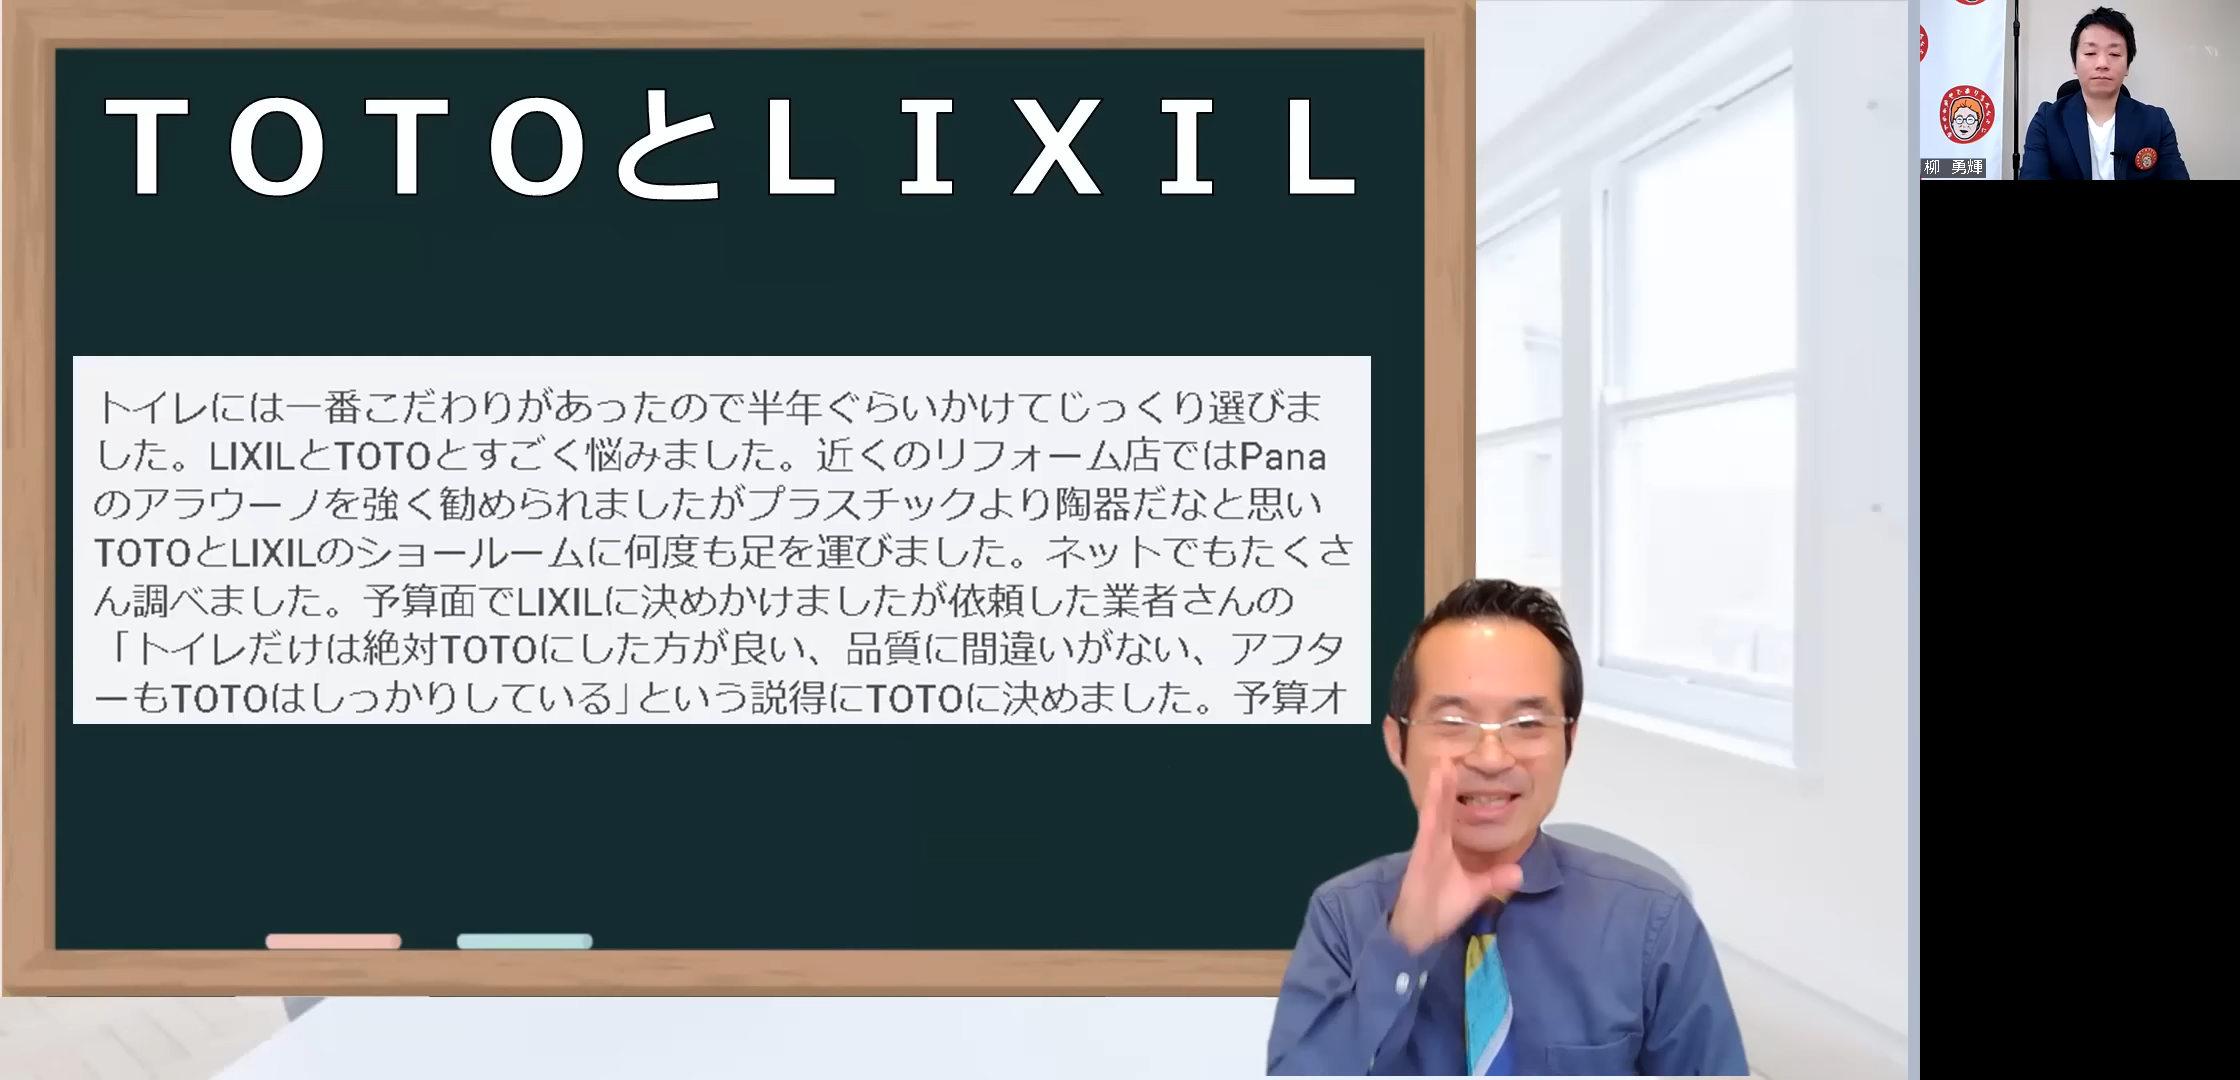 TOTOとLIXIL
トイレには一番こだわりがあったので半年ぐらいかけてじっくり選びま
した。LIXILとTOTOとすごく悩みました。近くのリフォーム店ではPana
のアラウーノを強く勧められましたがプラスチックより陶器だなと思い
TOTOとLIXILのショールームに何度も足を運びました。ネットでもたくさ
ん調べました。予算面でLIXILに決めかけましたが依頼した業者さんの
「トイレだけは絶対TOTOにした方が良い、品質に間違いがない、アフタ
ーもTOTOはしっかりしている」という説得にTOTOに決めました。予算オ
柳 勇輝